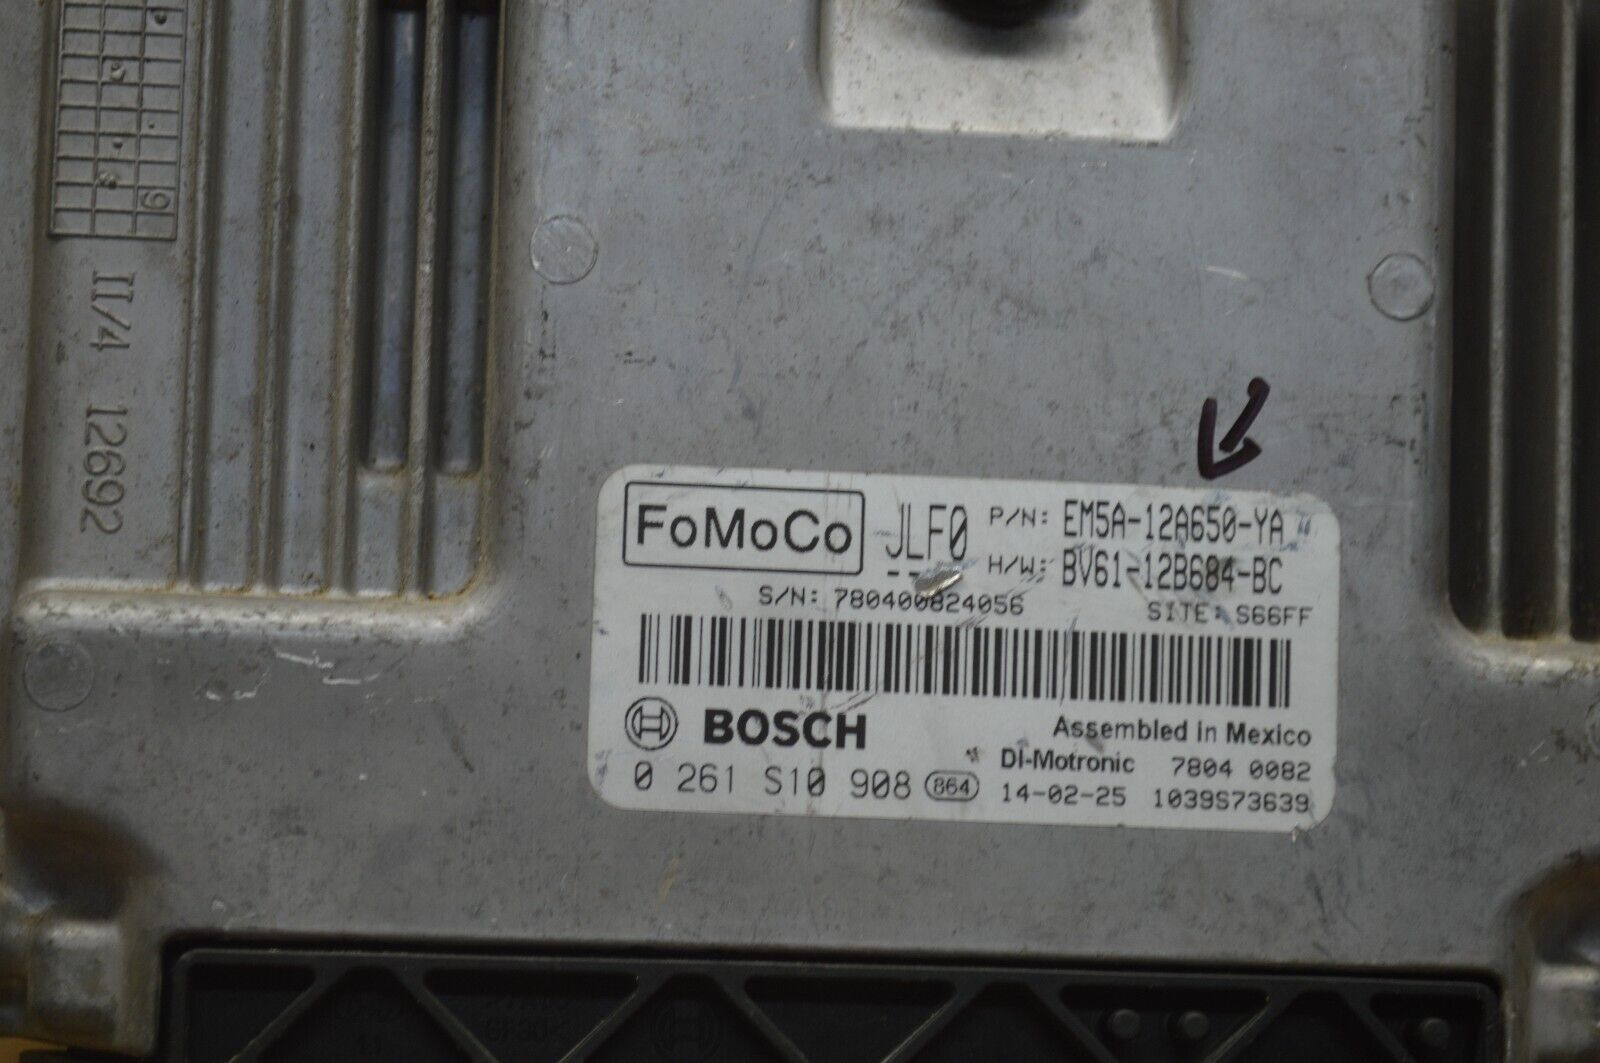 9
II/4 12692
FoMoCo JLF0 P/N: EM5A-12A650-YA
H/W: BV61-12B684-BC
S/N: 780400824056 SITE: S66FF
BOSCH Assembled in Mexico
DI-Motronic 7804 0082
0 261 S10 908 864 14-02-25 1039S73639